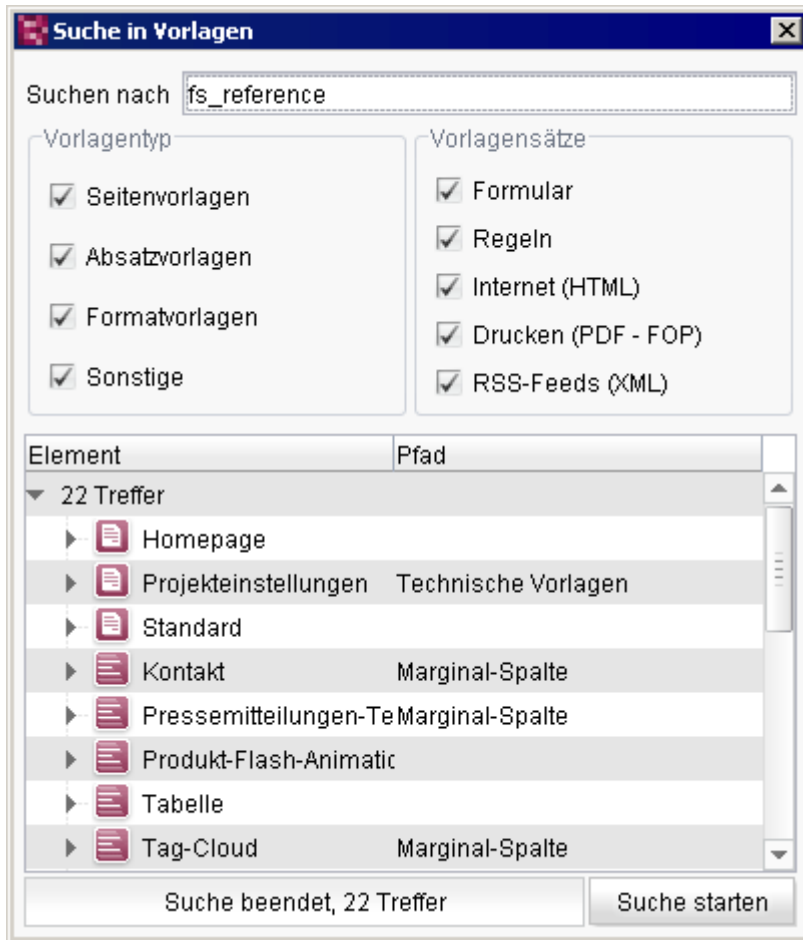 Suche in Vorlagen
Suchen nach fs_reference
Vorlagentyp
Seitenvorlagen
Absatzvorlagen
Formatvorlagen
Sonstige
Vorlagensätze
Formular
Regeln
Internet (HTML)
Drucken (PDF - FOP)
RSS-Feeds (XML)
Element Pfad
22 Treffer
Homepage
Projekteinstellungen Technische Vorlagen
Standard
Kontakt Marginal-Spalte
Pressemitteilungen-Te Marginal-Spalte
Produkt-Flash-Animatic
Tabelle
Tag-Cloud Marginal-Spalte
Suche beendet, 22 Treffer Suche starten